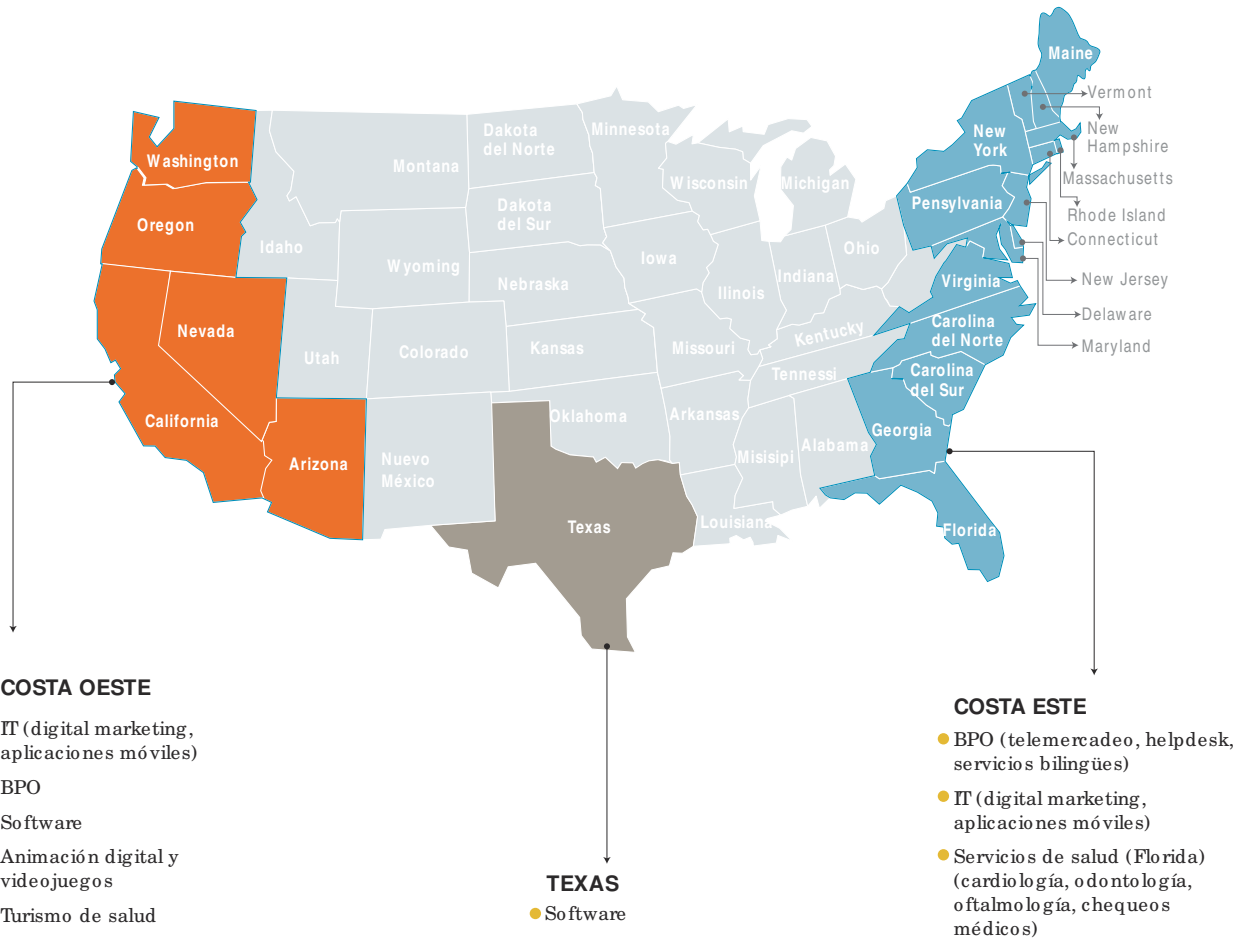 Maine
Vermont
New
Hampshire
Massachusetts
Rhode Island
Connecticut
New Jersey
Delaware
Maryland
New
York
Pensylvania
Virginia
Carolina
del Norte
Carolina
del Sur
Georgia
Florida
Washington
Oregon
Nevada
California
Arizona
Montana
Idaho
Wyoming
Utah
Colorado
Nuevo
México
Dakota
del Norte
Dakota
del Sur
Nebraska
Kansas
Oklahoma
Texas
Minnesota
Iowa
Missouri
Arkansas
Louisiana
Wisconsin
Ilinois
Michigan
Indiana
Ohio
Kentucky
Tennessi
Misisipi
Alabama
COSTA OESTE
IT (digital marketing,
aplicaciones móviles)
BPO
Software
Animación digital y
videojuegos
Turismo de salud
TEXAS
Software
COSTA ESTE
BPO (telemercadeo, helpdesk,
servicios bilingües)
IT (digital marketing,
aplicaciones móviles)
Servicios de salud (Florida)
(cardiología, odontología,
oftalmología, chequeos
médicos)